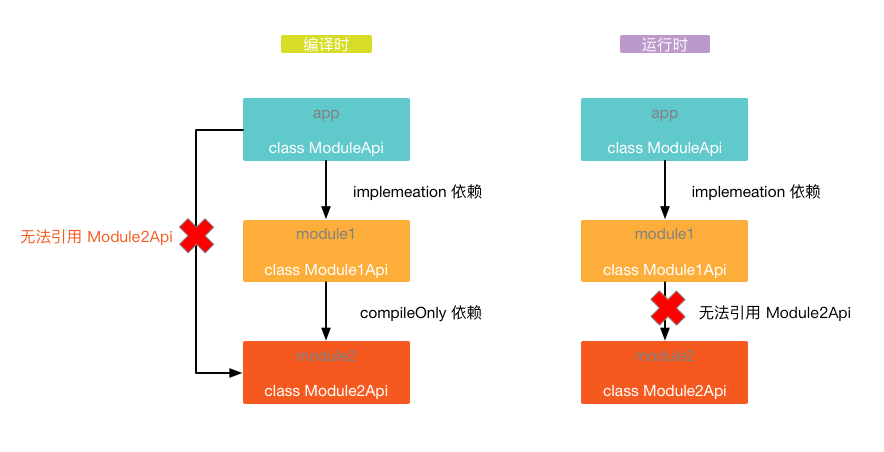 编译时
app
class ModuleApi
implemeation 依赖
无法引用 Module2Api
module1
class Module1Api
compileOnly 依赖
module2
class Module2Api
运行时
app
class ModuleApi
implemeation 依赖
module1
class Module1Api
无法引用 Module2Api
module2
class Module2Api